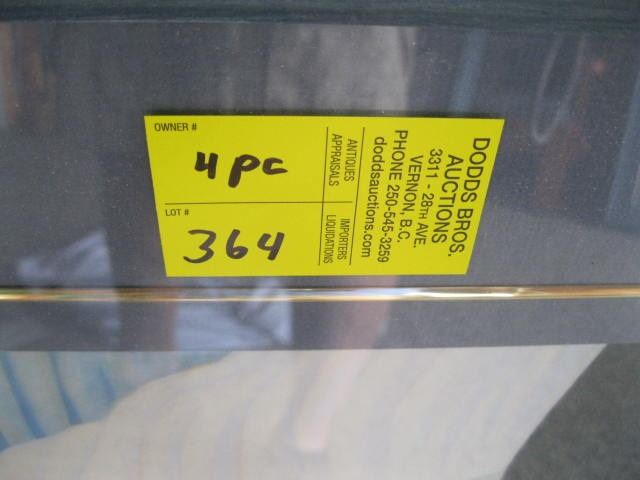 OWNER #
4 pc
LOT #
364
ANTIQUES
APPRAISALS
IMPORTERS
LIQUIDATIONS
DODDS BROS.
AUCTIONS
3311 - 28TH AVE.
VERNON, B.C.
PHONE 250-545-3259
doddsauctions.com